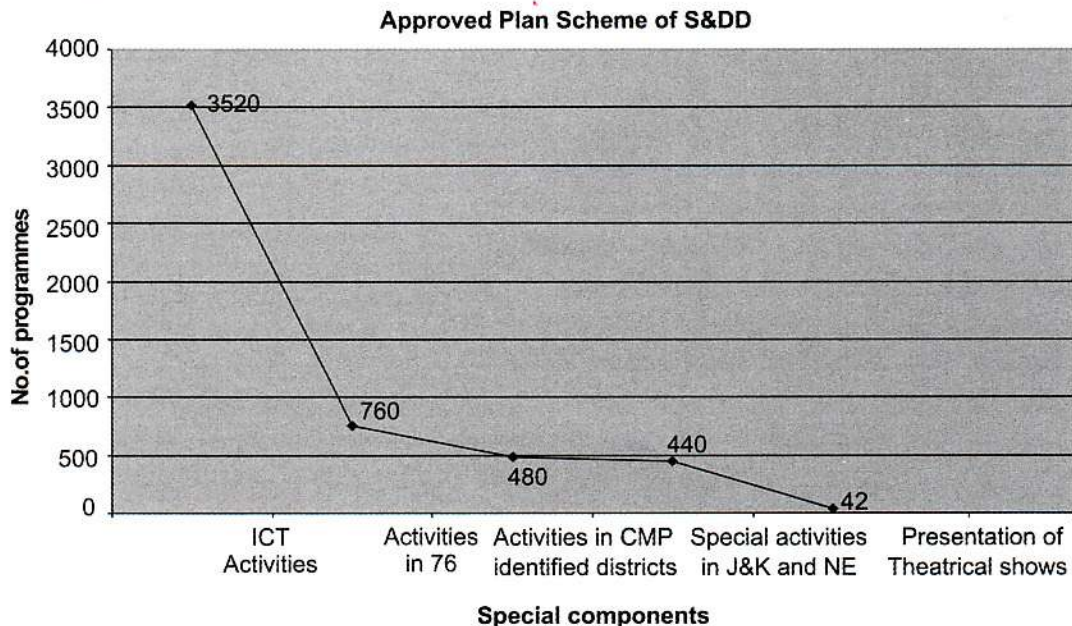 Approved Plan Scheme of S&DD
4000
3500
3000
2500
2000
1500
1000
500
0
No.of programmes
3520
760
480
440
42
ICT
Activities
Activities
in 76
Activities in CMP
identified districts
Special activities
in J&K and NE
Presentation of
Theatrical shows
Special components